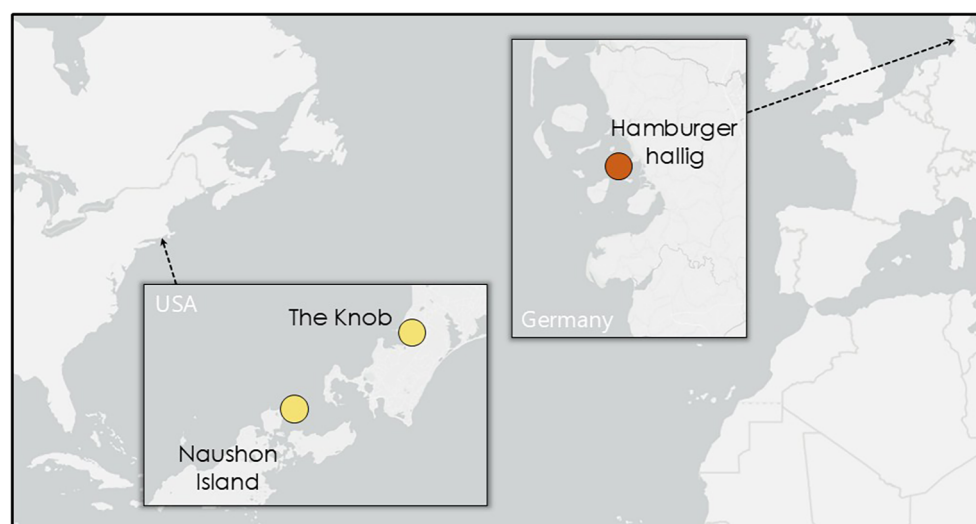 Hamburger
hallig
Germany
USA
The Knob
Naushon
Island